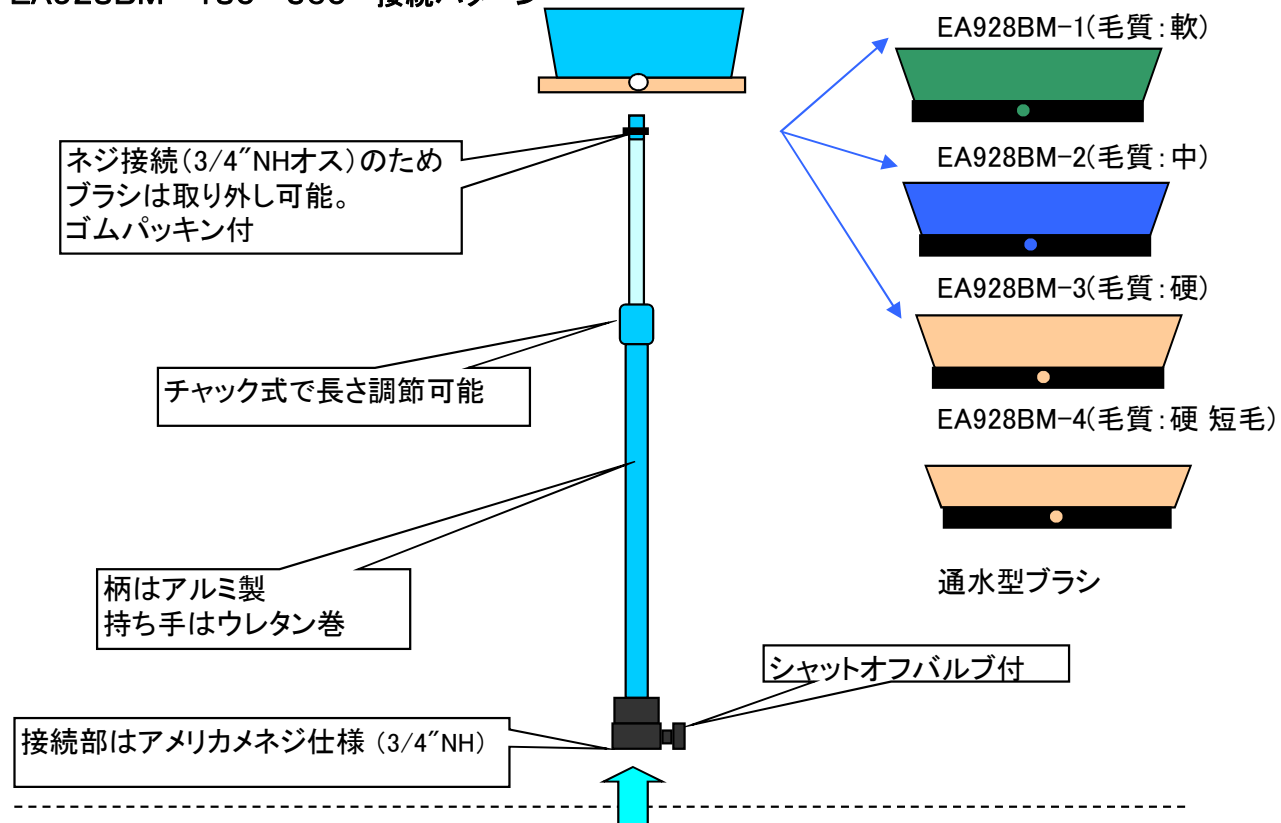 EA928BM-1(毛質:軟)
ネジ接続(3/4″NHオス)のため
ブラシは取り外し可能。
ゴムパッキン付
EA928BM-2(毛質:中)
EA928BM-3(毛質:硬)
チャック式で長さ調節可能
EA928BM-4(毛質:硬 短毛)
柄はアルミ製
持ち手はウレタン巻
通水型ブラシ
シャットオフバルブ付
接続部はアメリカメネジ仕様 (3/4″NH)